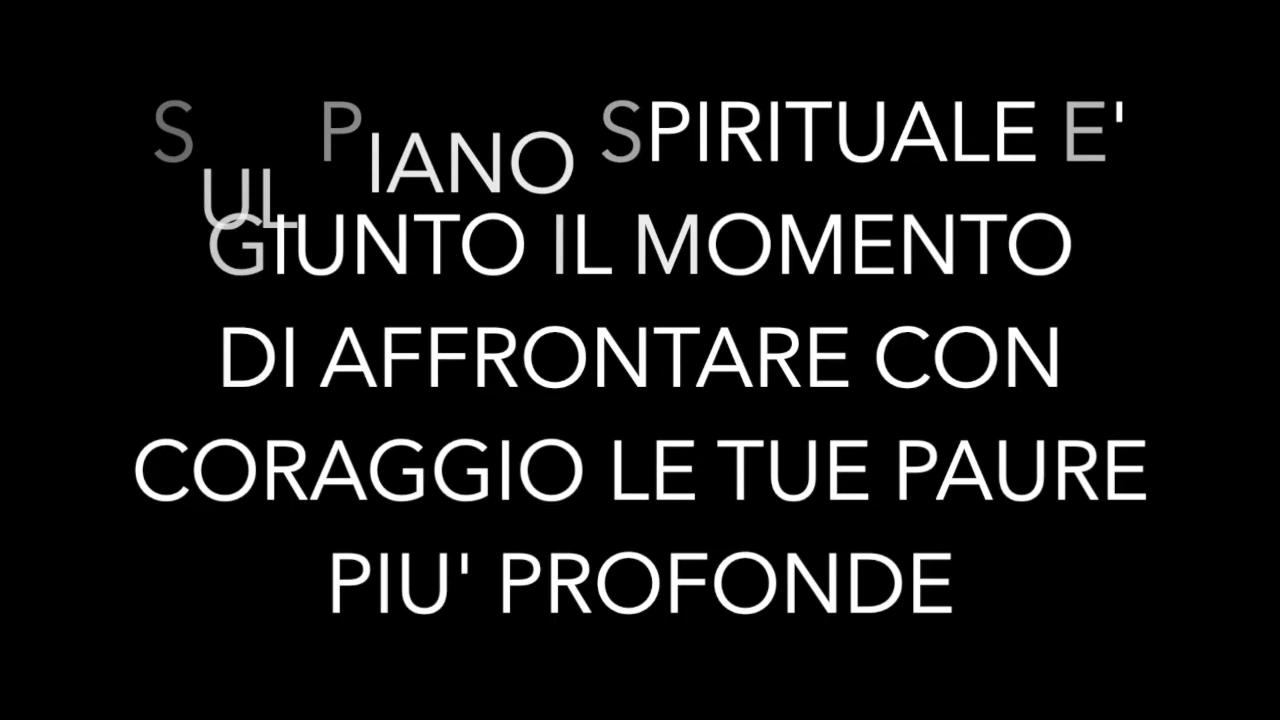 SUL PIANO SPIRITUALE E'
GIUNTO IL MOMENTO
DI AFFRONTARE CON
CORAGGIO LE TUE PAURE
PIU' PROFONDE